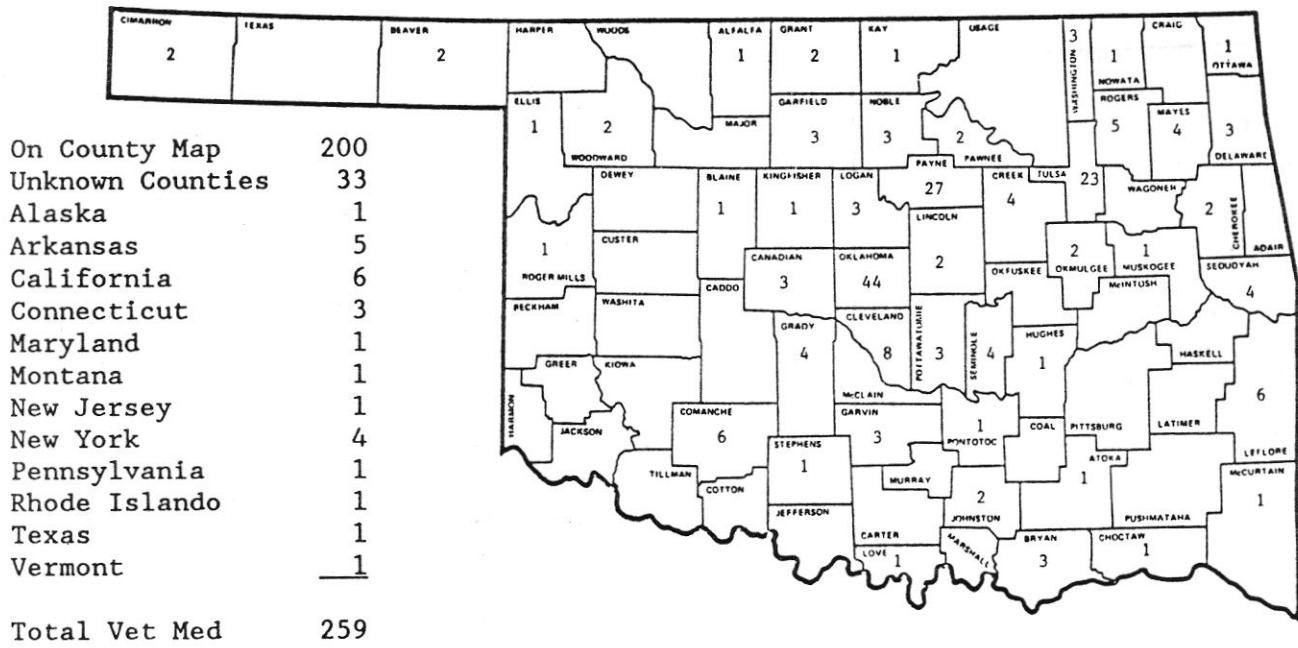 On County Map 200
Unknown Counties 33
Alaska 1
Arkansas 5
California 6
Connecticut 3
Maryland 1
Montana 1
New Jersey 1
New York 4
Pennsylvania 1
Rhode Islando 1
Texas 1
Vermont 1
Total Vet Med 259
CIMARRON 2
TEXAS
BEAVER 2
HARPER
WOODS
ALFALFA 1
GRANT 2
KAY 1
OSAGE
WASHINGTON 3
NOWATA 1
CRAIG
OTTAWA 1
ELLIS 1
WOODWARD 2
MAJOR
GARFIELD 3
NOBLE 3
PAWNEE 2
ROGERS 5
MAYES 4
DELAWARE 3
DEWEY
BLAINE 1
KINGFISHER 1
LOGAN 3
PAYNE 27
CREEK 4
TULSA 23
WAGONEH
CHEROKEE 2
ADAIR
ROGER MILLS 1
CUSTER
CANADIAN 3
OKLAHOMA 44
LINCOLN 2
OKFUSKEE
OKMULGEE 2
MUSKOGEE 1
McINTOSH
SEOUOYAH 4
PECKHAM
WASHITA
CADDO
GRADY 4
CLEVELAND 8
POTTAWATOMIE 3
SEMINOLE 4
HUGHES 1
HASKELL
HARMON
GREER
KIOWA
JACKSON
COMANCHE 6
McCLAIN
GARVIN 3
PONTOTOC 1
COAL
PITTSBURG
LATIMER
LEFLORE 6
TILLMAN
COTTON
STEPHENS 1
JEFFERSON
MURRAY
CARTER
JOHNSTON 2
ATOKA 1
PUSHMATAHA
McCURTAIN 1
LOVE 1
MARSHALL
BRYAN 3
CHOCTAW 1